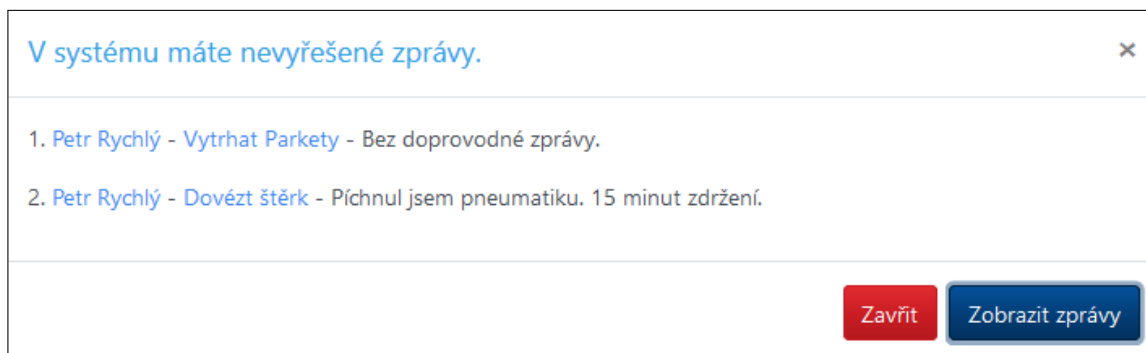 V systému máte nevyřešené zprávy.
×
1. Petr Rychlý - Vytrhat Parkety - Bez doprovodné zprávy.
2. Petr Rychlý - Dovézt štěrk - Píchnul jsem pneumatiku. 15 minut zdržení.
Zavřit
Zobrazit zprávy